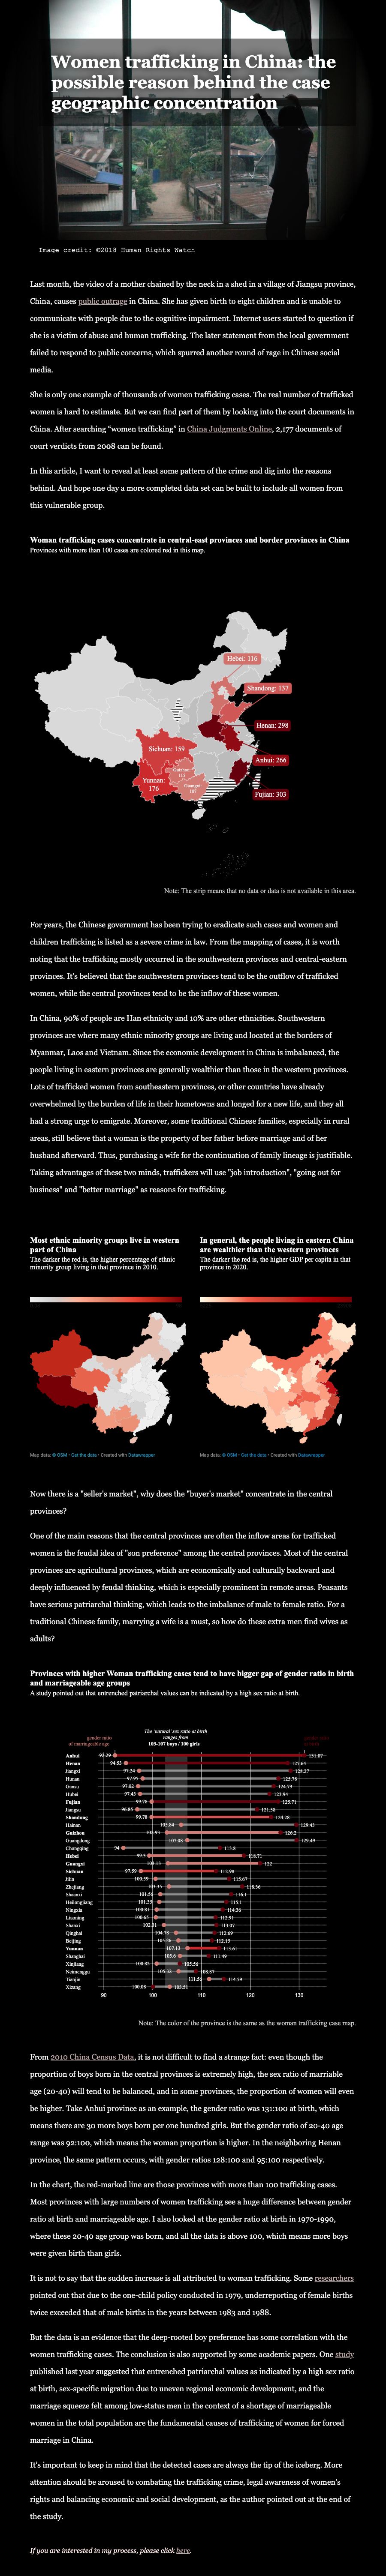 Women trafficking in China: the
possible reason behind the case
geographic concentration
Image credit: ©2018 Human Rights Watch
Last month, the video of a mother chained by the neck in a shed in a village of Jiangsu province,
China, causes public outrage in China. She has given birth to eight children and is unable to
communicate with people due to the cognitive impairment. Internet users started to question if
she is a victim of abuse and human trafficking. The later statement from the local government
failed to respond to public concerns, which spurred another round of rage in Chinese social
media.
She is only one example of thousands of women trafficking cases. The real number of trafficked
women is hard to estimate. But we can find part of them by looking into the court documents in
China. After searching “women trafficking” in China Judgments Online, 2,177 documents of
court verdicts from 2008 can be found.
In this article, I want to reveal at least some pattern of the crime and dig into the reasons
behind. And hope one day a more completed data set can be built to include all women from
this vulnerable group.
Woman trafficking cases concentrate in central-east provinces and border provinces in China
Provinces with more than 100 cases are colored red in this map.
Hebei: 116
Shandong: 137
Henan: 298
Sichuan: 159
Anhui: 266
Yunnan:
176
Fujian: 303
Note: The strip means that no data or data is not available in this area.
For years, the Chinese government has been trying to eradicate such cases and women and
children trafficking is listed as a severe crime in law. From the mapping of cases, it is worth
noting that the trafficking mostly occurred in the southwestern provinces and central-eastern
provinces. It's believed that the southwestern provinces tend to be the outflow of trafficked
women, while the central provinces tend to be the inflow of these women.
In China, 90% of people are Han ethnicity and 10% are other ethnicities. Southwestern
provinces are where many ethnic minority groups are living and located at the borders of
Myanmar, Laos and Vietnam. Since the economic development in China is imbalanced, the
people living in eastern provinces are generally wealthier than those in the western provinces.
Lots of trafficked women from southeastern provinces, or other countries have already
overwhelmed by the burden of life in their hometowns and longed for a new life, and they all
had a strong urge to emigrate. Moreover, some traditional Chinese families, especially in rural
areas, still believe that a woman is the property of her father before marriage and of her
husband afterward. Thus, purchasing a wife for the continuation of family lineage is justifiable.
Taking advantages of these two minds, traffickers will use "job introduction", "going out for
business" and "better marriage" as reasons for trafficking.
Most ethnic minority groups live in western
part of China
The darker the red is, the higher percentage of ethnic
minority group living in that province in 2010.
In general, the people living in eastern China
are wealthier than the western provinces
The darker the red is, the higher GDP per capita in that
province in 2020.
Map data: © OSM • Get the data • Created with Datawrapper
Map data: © OSM • Get the data • Created with Datawrapper
Now there is a "seller's market", why does the "buyer's market" concentrate in the central
provinces?
One of the main reasons that the central provinces are often the inflow areas for trafficked
women is the feudal idea of "son preference" among the central provinces. Most of the central
provinces are agricultural provinces, which are economically and culturally backward and
deeply influenced by feudal thinking, which is especially prominent in remote areas. Peasants
have serious patriarchal thinking, which leads to the imbalance of male to female ratio. For a
traditional Chinese family, marrying a wife is a must, so how do these extra men find wives as
adults?
Provinces with higher Woman trafficking cases tend to have bigger gap of gender ratio in birth
and marriageable age groups
A study pointed out that entrenched patriarchal values can be indicated by a high sex ratio at birth.
gender ratio
of marriageable age
The 'natural' sex ratio at birth
ranges from
103-107 boys / 100 girls
Anhui 92.29 131.07
Henan 94.53 127.64
Jiangxi 97.24 128.27
Hunan 97.95 125.78
Gansu 97.02 124.79
Hubei 97.43 123.94
Fujian 99.78 125.71
Jiangsu 96.85 121.38
Shandong 99.78 124.28
Hainan 105.84 129.43
Guizhou 102.93 126.2
Guangdong 107.06 129.49
Chongqing 94 113.8
Hebei 99.3 118.71
Guangxi 103.13 122
Sichuan 97.59 112.98
Jilin 100.59 115.67
Zhejiang 103.35 118.36
Shaanxi 101.56 116.1
Heilongjiang 101.35 115.1
Ningxia 100.81 114.56
Liaoning 100.65 112.91
Shanxi 102.31 113.07
Qinghai 104.78 112.69
Beijing 105.26 112.15
Yunnan 107.13 113.61
Shanghai 105.6 111.49
Xinjiang 100.82 105.56
Neimenggu 105.32 108.87
Tianjin 111.56 114.59
Xizang 100.08 103.51
90 100 110 120 130
Note: The color of the province is the same as the woman trafficking case map.
From 2010 China Census Data, it is not difficult to find a strange fact: even though the
proportion of boys born in the central provinces is extremely high, the sex ratio of marriable
age (20-40) will tend to be balanced, and in some provinces, the proportion of women will even
be higher. Take Anhui province as an example, the gender ratio was 131:100 at birth, which
means there are 30 more boys born per one hundred girls. But the gender ratio of 20-40 age
range was 92:100, which means the woman proportion is higher. In the neighboring Henan
province, the same pattern occurs, with gender ratios 128:100 and 95:100 respectively.
In the chart, the red-marked line are those provinces with more than 100 trafficking cases.
Most provinces with large numbers of women trafficking see a huge difference between gender
ratio at birth and marriageable age. I also looked at the gender ratio in 1970-1990,
where these 20-40 age group was born, and all the data is above 100, which means more boys
were given birth than girls.
It is not to say that the sudden increase is all attributed to woman trafficking. Some researchers
pointed out that due to the one-child policy conducted in 1979, underreporting of female births
twice exceeded that of male births in the years between 1983 and 1988.
But the data is an evidence that the deep-rooted boy preference has some correlation with the
women trafficking cases. The conclusion is also supported by some academic papers. One study
published last year suggested that entrenched patriarchal values as indicated by a high sex ratio
at birth, sex-specific migration due to uneven regional economic development, and the
marriage squeeze felt among low-status men in the context of a shortage of marriageable
women in the total population are the fundamental causes of trafficking of women for forced
marriage in China.
It's important to keep in mind that the detected cases are always the tip of the iceberg. More
attention should be aroused to combating the trafficking crime, legal awareness of women's
rights and balancing economic and social development, as the author pointed out at the end of
the study.
If you are interested in my process, please click here.